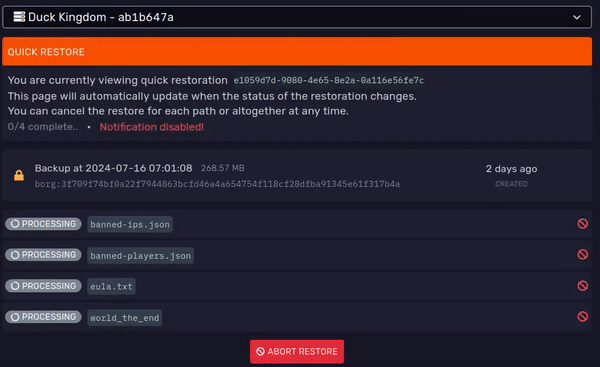 Duck Kingdom - ab1b647a
QUICK RESTORE
You are currently viewing quick restoration e1059d7d-9080-4e65-8e2a-0a116e56fe7c
This page will automatically update when the status of the restoration changes.
You can cancel the restore for each path or altogether at any time.
0/4 complete.. • Notification disabled!
Backup at 2024-07-16 07:01:08 268.57 MB
2 days ago
borg:3f709f74bf0a22f7944863bcfd46a4a654754f118cf28dfba91345e61f317b4a
CREATED
PROCESSING banned-ips.json
PROCESSING banned-players.json
PROCESSING eula.txt
PROCESSING world_the_end
ABORT RESTORE